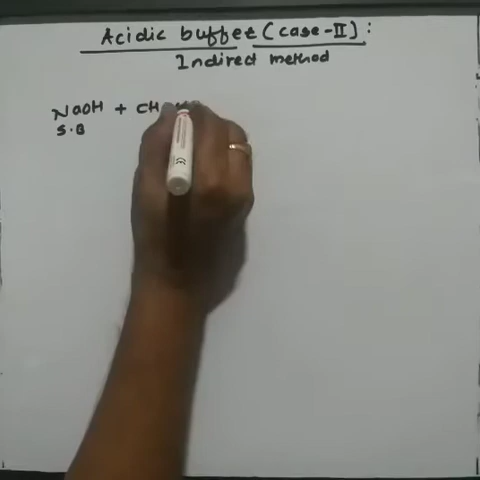 Acidic buffer (case-II):
Indirect method
NaOH + CH
S.B